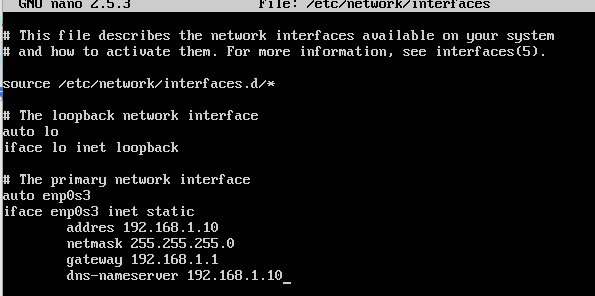 GNU nano 2.5.3 File: /etc/network/interfaces
# This file describes the network interfaces available on your system
# and how to activate them. For more information, see interfaces(5).
source /etc/network/interfaces.d/*
# The loopback network interface
auto lo
iface lo inet loopback
# The primary network interface
auto enp0s3
iface enp0s3 inet static
addres 192.168.1.10
netmask 255.255.255.0
gateway 192.168.1.1
dns-nameserver 192.168.1.10_